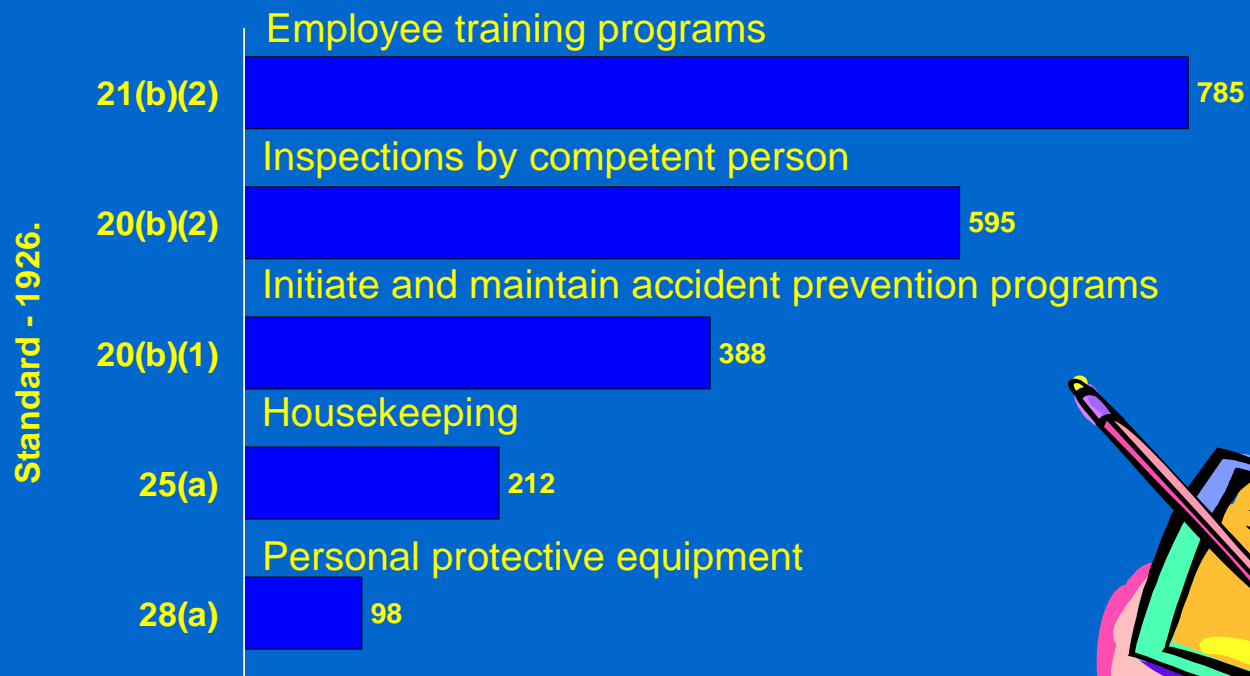 Employee training programs
21(b)(2) 785
Inspections by competent person
20(b)(2) 595
Initiate and maintain accident prevention programs
20(b)(1) 388
Housekeeping
25(a) 212
Personal protective equipment
28(a) 98
Standard - 1926.